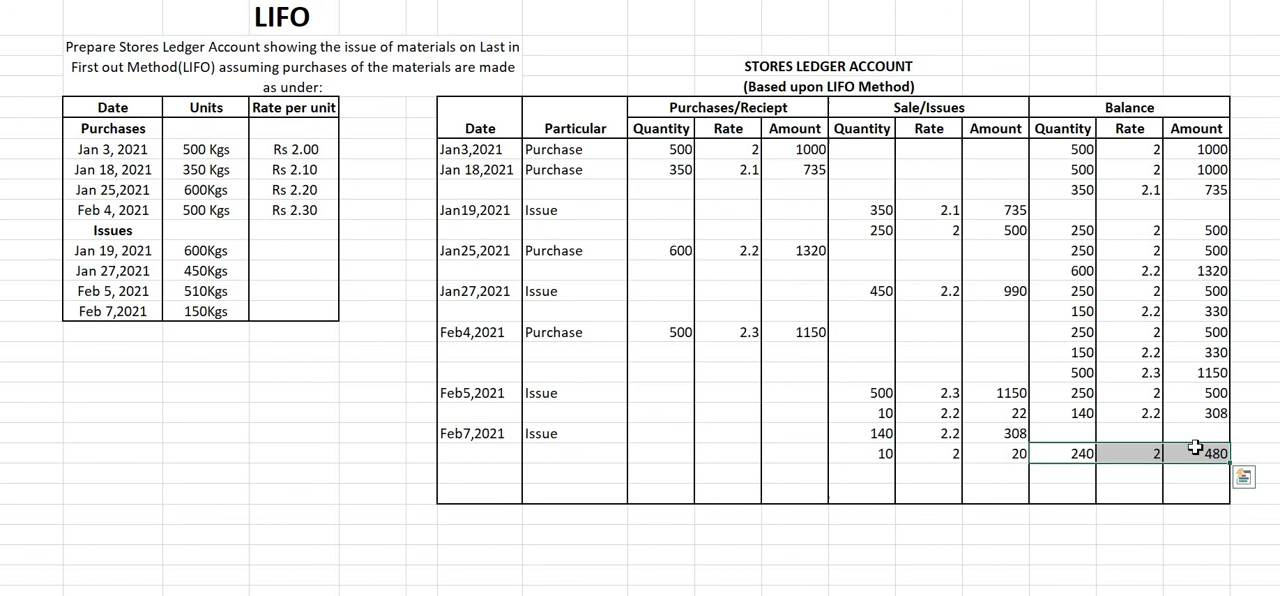 LIFO
Prepare Stores Ledger Account showing the issue of materials on Last in
First out Method(LIFO) assuming purchases of the materials are made
as under:
Date Units Rate per unit
Purchases
Jan 3, 2021 500 Kgs Rs 2.00
Jan 18, 2021 350 Kgs Rs 2.10
Jan 25,2021 600Kgs Rs 2.20
Feb 4, 2021 500 Kgs Rs 2.30
Issues
Jan 19, 2021 600Kgs
Jan 27,2021 450Kgs
Feb 5, 2021 510Kgs
Feb 7,2021 150Kgs
STORES LEDGER ACCOUNT
(Based upon LIFO Method)
Purchases/Reciept Sale/Issues Balance
Date Particular Quantity Rate Amount Quantity Rate Amount Quantity Rate Amount
Jan3,2021 Purchase 500 2 1000 500 2 1000
Jan 18,2021 Purchase 350 2.1 735 500 2 1000
350 2.1 735
Jan19,2021 Issue 350 2.1 735
250 2 500 250 2 500
Jan25,2021 Purchase 600 2.2 1320 250 2 500
600 2.2 1320
Jan27,2021 Issue 450 2.2 990 250 2 500
150 2.2 330
Feb4,2021 Purchase 500 2.3 1150 250 2 500
150 2.2 330
500 2.3 1150
Feb5,2021 Issue 500 2.3 1150 250 2 500
10 2.2 22 140 2.2 308
Feb7,2021 Issue 140 2.2 308
10 2 20 240 2 480